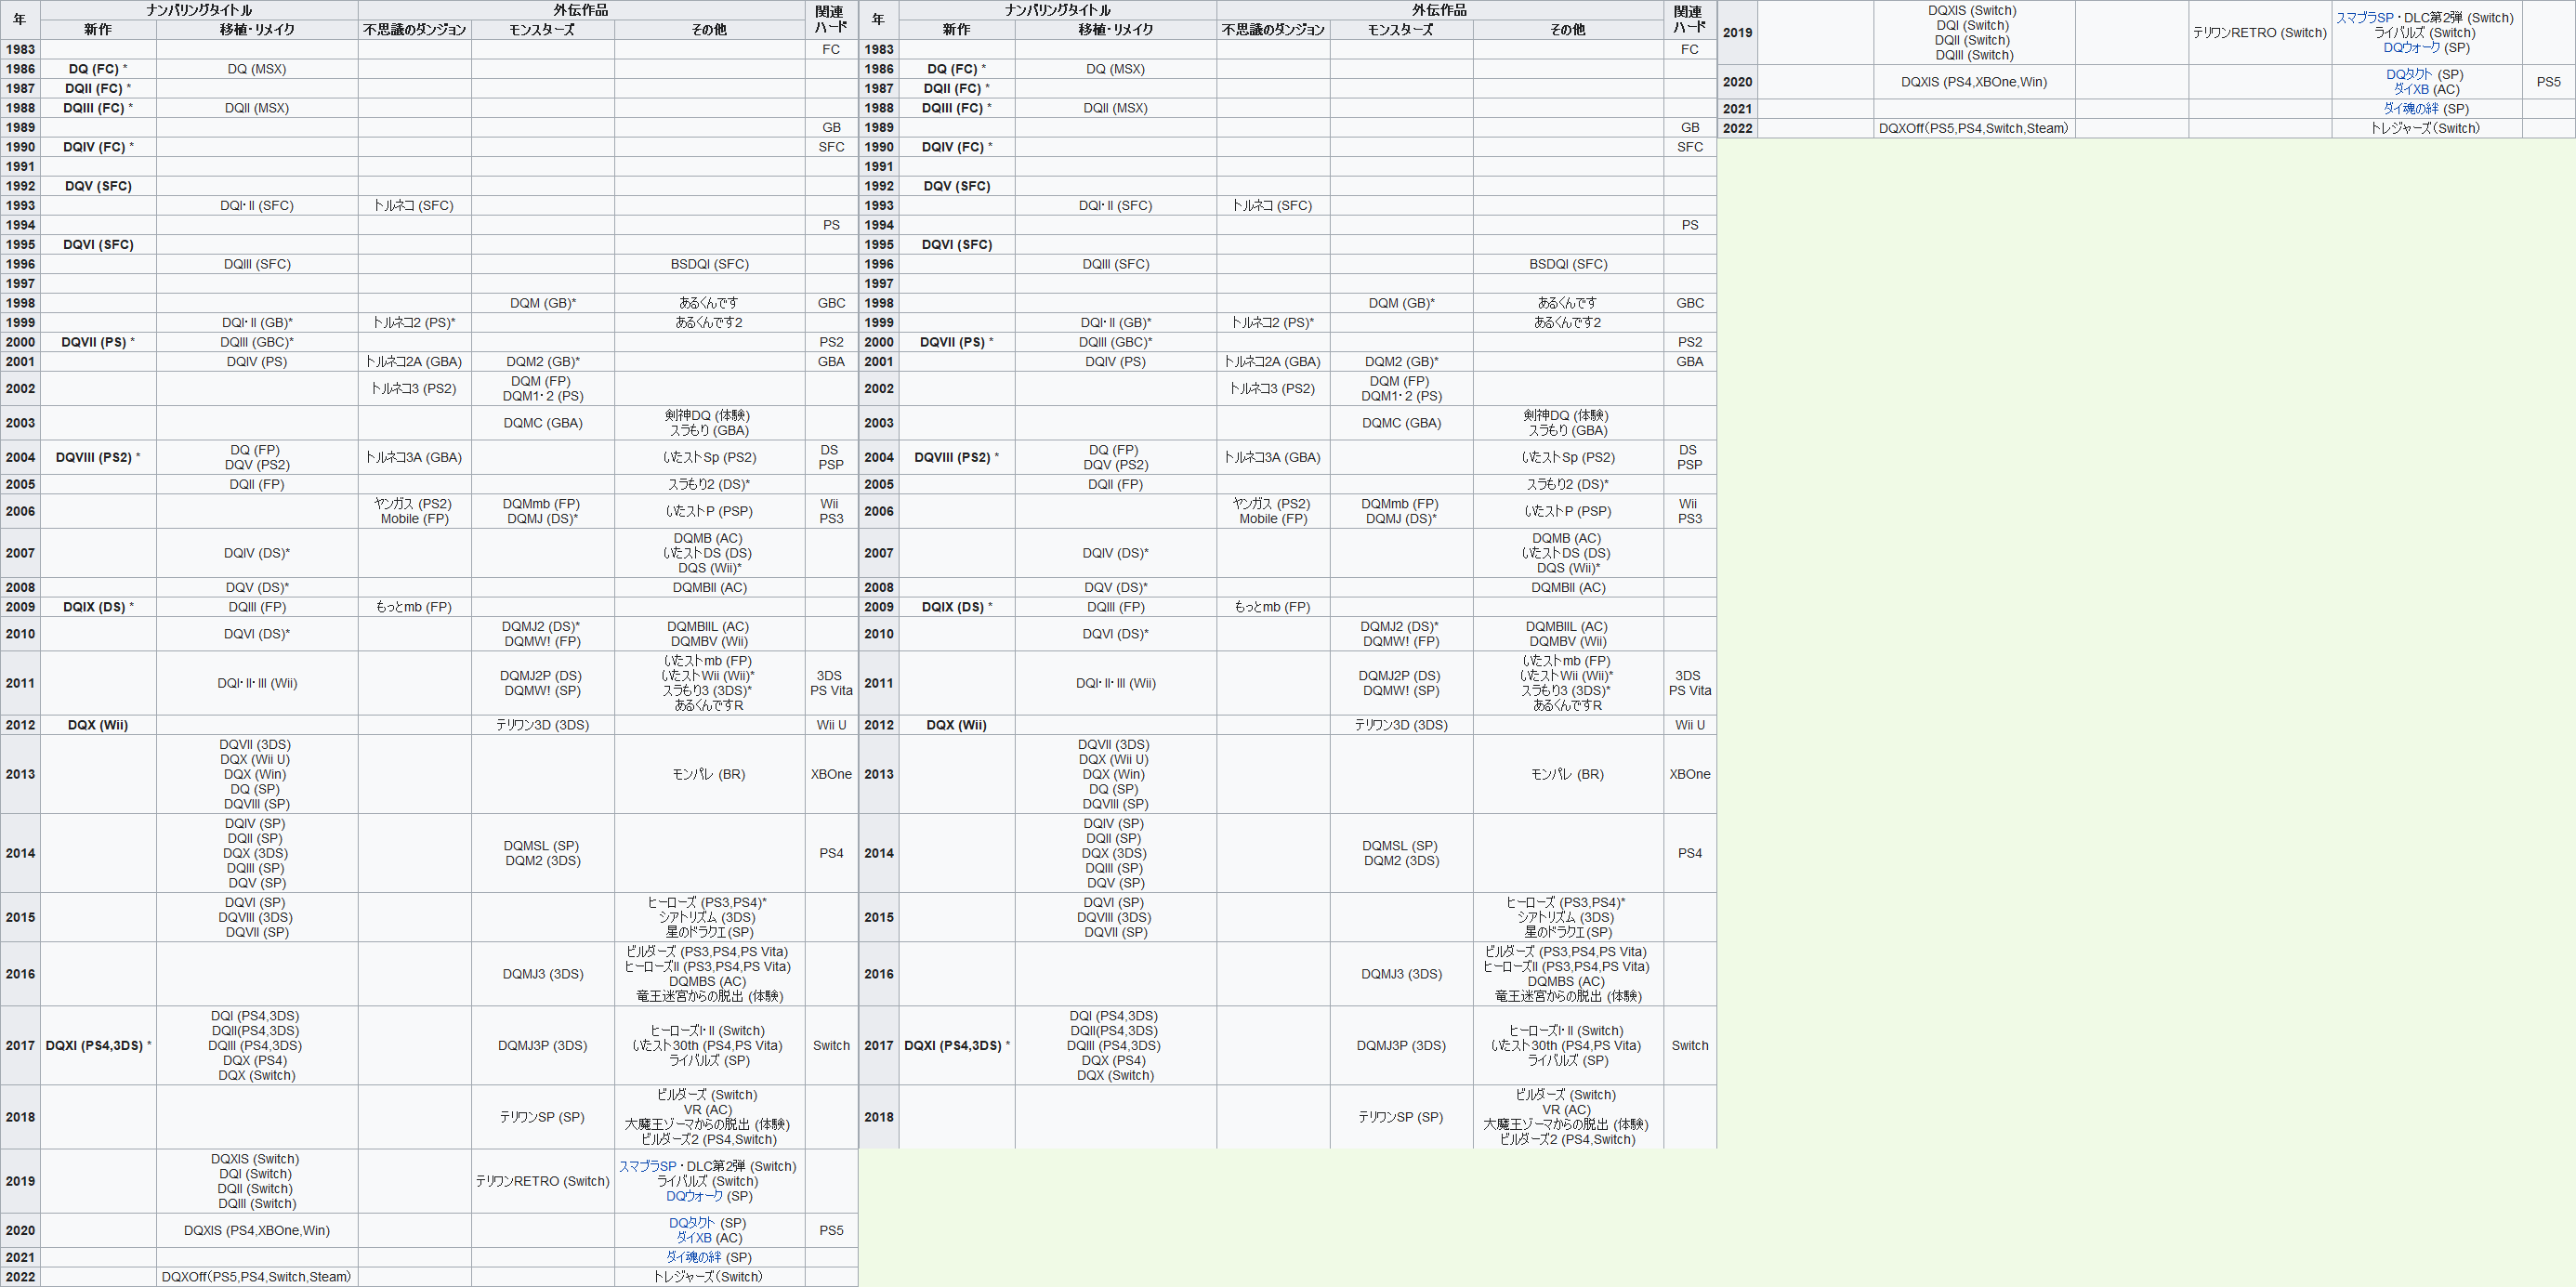 年 ナンバリングタイトル 外伝作品 関連ハード
新作 移植・リメイク 不思議のダンジョン モンスターズ その他
1983 FC
1986 DQ (FC) * DQ (MSX)
1987 DQII (FC) *
1988 DQIII (FC) * DQII (MSX)
1989 GB
1990 DQIV (FC) * SFC
1991
1992 DQV (SFC)
1993 DQI・II (SFC) トルネコ (SFC)
1994 PS
1995 DQVI (SFC)
1996 DQIII (SFC) BSDQI (SFC)
1997
1998 DQM (GB)* あるくんです GBC
1999 DQI・II (GB)* トルネコ2 (PS)* あるくんです2
2000 DQVII (PS) * DQIII (GBC)* PS2
2001 DQIV (PS) トルネコ2A (GBA) DQM2 (GB)* GBA
2002 トルネコ3 (PS2) DQM (FP)
DQM1・2 (PS)
2003 DQMC (GBA) 剣神DQ (体験)
スラもり (GBA)
2004 DQVIII (PS2) * DQ (FP)
DQV (PS2)
トルネコ3A (GBA) いたストSp (PS2) DS
PSP
2005 DQII (FP) スラもり2 (DS)*
2006 ヤンガス (PS2)
Mobile (FP)
DQMmb (FP)
DQMJ (DS)*
いたストP (PSP) Wii
PS3
2007 DQIV (DS)* DQMB (AC)
いたストDS (DS)
DQS (Wii)*
2008 DQV (DS)* DQMBII (AC)
2009 DQIX (DS) * DQIII (FP) もっとmb (FP)
2010 DQVI (DS)* DQMJ2 (DS)*
DQMW! (FP)
DQMBIIL (AC)
DQMBV (Wii)
2011 DQI・II・III (Wii) DQMJ2P (DS)
DQMW! (SP)
いたストmb (FP)
いたストWii (Wii)*
スラもり3 (3DS)*
あるくんですR
3DS
PS Vita
2012 DQX (Wii) テリワン3D (3DS) Wii U
2013 DQVII (3DS)
DQX (Wii U)
DQX (Win)
DQ (SP)
DQVIII (SP)
モンパレ (BR) XBOne
2014 DQIV (SP)
DQII (SP)
DQX (3DS)
DQIII (SP)
DQV (SP)
DQMSL (SP)
DQM2 (3DS)
PS4
2015 DQVI (SP)
DQVIII (3DS)
DQVII (SP)
ヒーローズ (PS3,PS4)*
シアトリズム (3DS)
星のドラクエ(SP)
2016 DQMJ3 (3DS) ビルダーズ (PS3,PS4,PS Vita)
ヒーローズII (PS3,PS4,PS Vita)
DQMBS (AC)
竜王迷宮からの脱出 (体験)
2017 DQXI (PS4,3DS) * DQI (PS4,3DS)
DQII(PS4,3DS)
DQIII (PS4,3DS)
DQX (PS4)
DQX (Switch)
DQMJ3P (3DS) ヒーローズI・II (Switch)
いたスト30th (PS4,PS Vita)
ライバルズ (SP)
Switch
2018 テリワンSP (SP) ビルダーズ (Switch)
VR (AC)
大魔王ゾーマからの脱出 (体験)
ビルダーズ2 (PS4,Switch)
2019 DQXIS (Switch)
DQI (Switch)
DQII (Switch)
DQIII (Switch)
テリワンRETRO (Switch) スマブラSP・DLC第2弾 (Switch)
ライバルズ (Switch)
DQウォーク (SP)
2020 DQXIS (PS4,XBOne,Win) DQタクト (SP)
ダイXB (AC)
PS5
2021 ダイ魂の絆 (SP)
2022 DQXOff(PS5,PS4,Switch,Steam) トレジャーズ(Switch)
年 ナンバリングタイトル 外伝作品 関連ハード
新作 移植・リメイク 不思議のダンジョン モンスターズ その他
1983 FC
1986 DQ (FC) * DQ (MSX)
1987 DQII (FC) *
1988 DQIII (FC) * DQII (MSX)
1989 GB
1990 DQIV (FC) * SFC
1991
1992 DQV (SFC)
1993 DQI・II (SFC) トルネコ (SFC)
1994 PS
1995 DQVI (SFC)
1996 DQIII (SFC) BSDQI (SFC)
1997
1998 DQM (GB)* あるくんです GBC
1999 DQI・II (GB)* トルネコ2 (PS)* あるくんです2
2000 DQVII (PS) * DQIII (GBC)* PS2
2001 DQIV (PS) トルネコ2A (GBA) DQM2 (GB)* GBA
2002 トルネコ3 (PS2) DQM (FP)
DQM1・2 (PS)
2003 DQMC (GBA) 剣神DQ (体験)
スラもり (GBA)
2004 DQVIII (PS2) * DQ (FP)
DQV (PS2)
トルネコ3A (GBA) いたストSp (PS2) DS
PSP
2005 DQII (FP) スラもり2 (DS)*
2006 ヤンガス (PS2)
Mobile (FP)
DQMmb (FP)
DQMJ (DS)*
いたストP (PSP) Wii
PS3
2007 DQIV (DS)* DQMB (AC)
いたストDS (DS)
DQS (Wii)*
2008 DQV (DS)* DQMBII (AC)
2009 DQIX (DS) * DQIII (FP) もっとmb (FP)
2010 DQVI (DS)* DQMJ2 (DS)*
DQMW! (FP)
DQMBIIL (AC)
DQMBV (Wii)
2011 DQI・II・III (Wii) DQMJ2P (DS)
DQMW! (SP)
いたストmb (FP)
いたストWii (Wii)*
スラもり3 (3DS)*
あるくんですR
3DS
PS Vita
2012 DQX (Wii) テリワン3D (3DS) Wii U
2013 DQVII (3DS)
DQX (Wii U)
DQX (Win)
DQ (SP)
DQVIII (SP)
モンパレ (BR) XBOne
2014 DQIV (SP)
DQII (SP)
DQX (3DS)
DQIII (SP)
DQV (SP)
DQMSL (SP)
DQM2 (3DS)
PS4
2015 DQVI (SP)
DQVIII (3DS)
DQVII (SP)
ヒーローズ (PS3,PS4)*
シアトリズム (3DS)
星のドラクエ(SP)
2016 DQMJ3 (3DS) ビルダーズ (PS3,PS4,PS Vita)
ヒーローズII (PS3,PS4,PS Vita)
DQMBS (AC)
竜王迷宮からの脱出 (体験)
2017 DQXI (PS4,3DS) * DQI (PS4,3DS)
DQII(PS4,3DS)
DQIII (PS4,3DS)
DQX (PS4)
DQX (Switch)
DQMJ3P (3DS) ヒーローズI・II (Switch)
いたスト30th (PS4,PS Vita)
ライバルズ (SP)
Switch
2018 テリワンSP (SP) ビルダーズ (Switch)
VR (AC)
大魔王ゾーマからの脱出 (体験)
ビルダーズ2 (PS4,Switch)
2019 DQXIS (Switch)
DQI (Switch)
DQII (Switch)
DQIII (Switch)
テリワンRETRO (Switch) スマブラSP・DLC第2弾 (Switch)
ライバルズ (Switch)
DQウォーク (SP)
2020 DQXIS (PS4,XBOne,Win) DQタクト (SP)
ダイXB (AC)
PS5
2021 ダイ魂の絆 (SP)
2022 DQXOff(PS5,PS4,Switch,Steam) トレジャーズ(Switch)